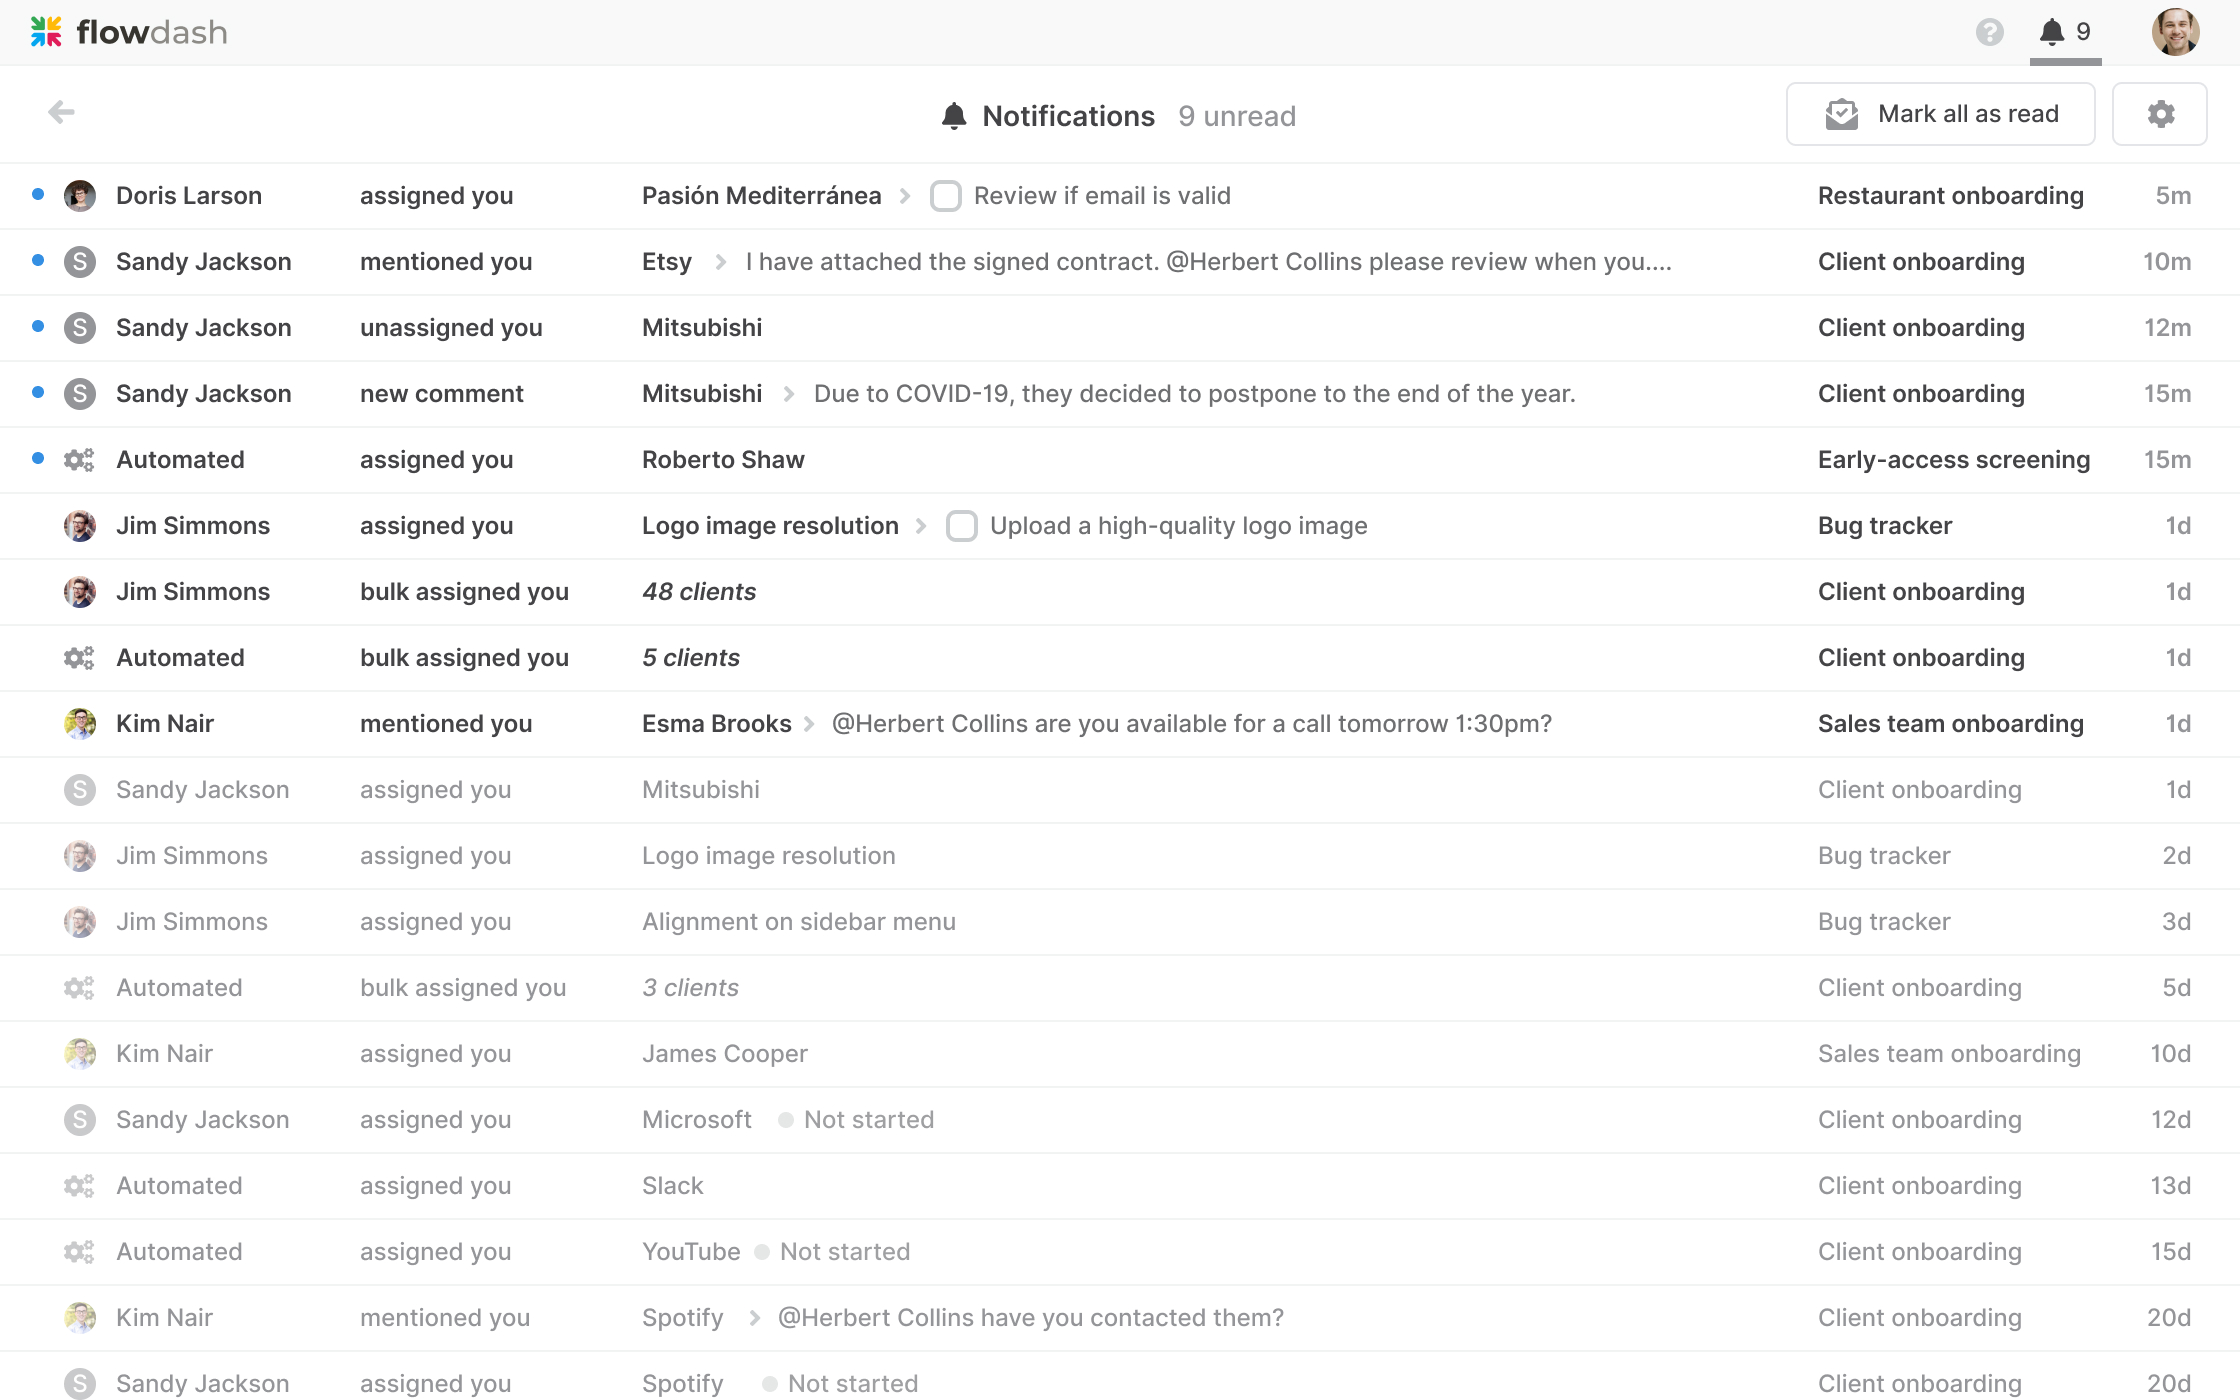 flowdash ? 9
Notifications 9 unread Mark all as read
Doris Larson assigned you Pasión Mediterránea Review if email is valid Restaurant onboarding 5m
S Sandy Jackson mentioned you Etsy I have attached the signed contract. @Herbert Collins please review when you.... Client onboarding 10m
S Sandy Jackson unassigned you Mitsubishi Client onboarding 12m
S Sandy Jackson new comment Mitsubishi Due to COVID-19, they decided to postpone to the end of the year. Client onboarding 15m
Automated assigned you Roberto Shaw Early-access screening 15m
Jim Simmons assigned you Logo image resolution Upload a high-quality logo image Bug tracker 1d
Jim Simmons bulk assigned you 48 clients Client onboarding 1d
Automated bulk assigned you 5 clients Client onboarding 1d
Kim Nair mentioned you Esma Brooks @Herbert Collins are you available for a call tomorrow 1:30pm? Sales team onboarding 1d
S Sandy Jackson assigned you Mitsubishi Client onboarding 1d
Jim Simmons assigned you Logo image resolution Bug tracker 2d
Jim Simmons assigned you Alignment on sidebar menu Bug tracker 3d
Automated bulk assigned you 3 clients Client onboarding 5d
Kim Nair assigned you James Cooper Sales team onboarding 10d
S Sandy Jackson assigned you Microsoft Not started Client onboarding 12d
Automated assigned you Slack Client onboarding 13d
Automated assigned you YouTube Not started Client onboarding 15d
Kim Nair mentioned you Spotify @Herbert Collins have you contacted them? Client onboarding 20d
S Sandy Jackson assigned you Spotify Not started Client onboarding 20d